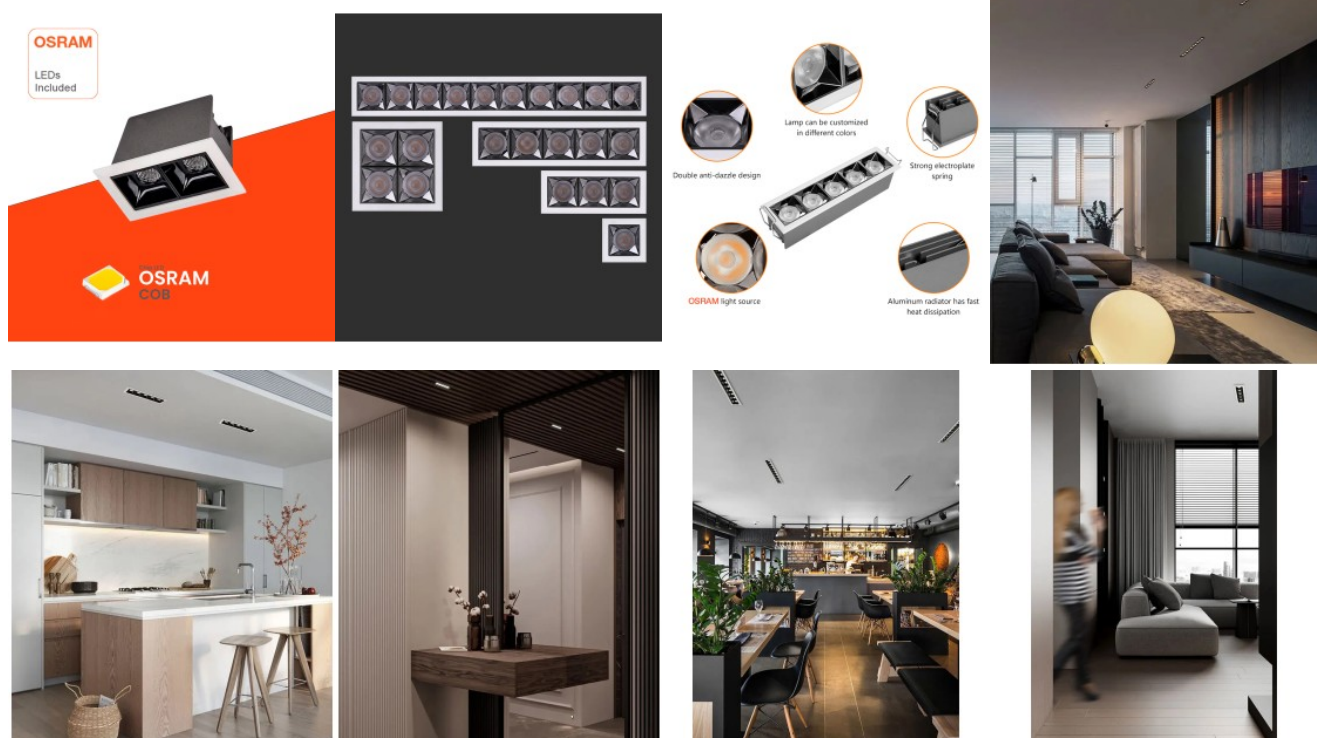 OSRAM
LEDs
Included
OSRAM
COB
Lamp can be customized
in different colors
Double anti-dazzle design
Strong electroplate
spring
OSRAM light source
Aluminum radiator has fast
heat dissipation